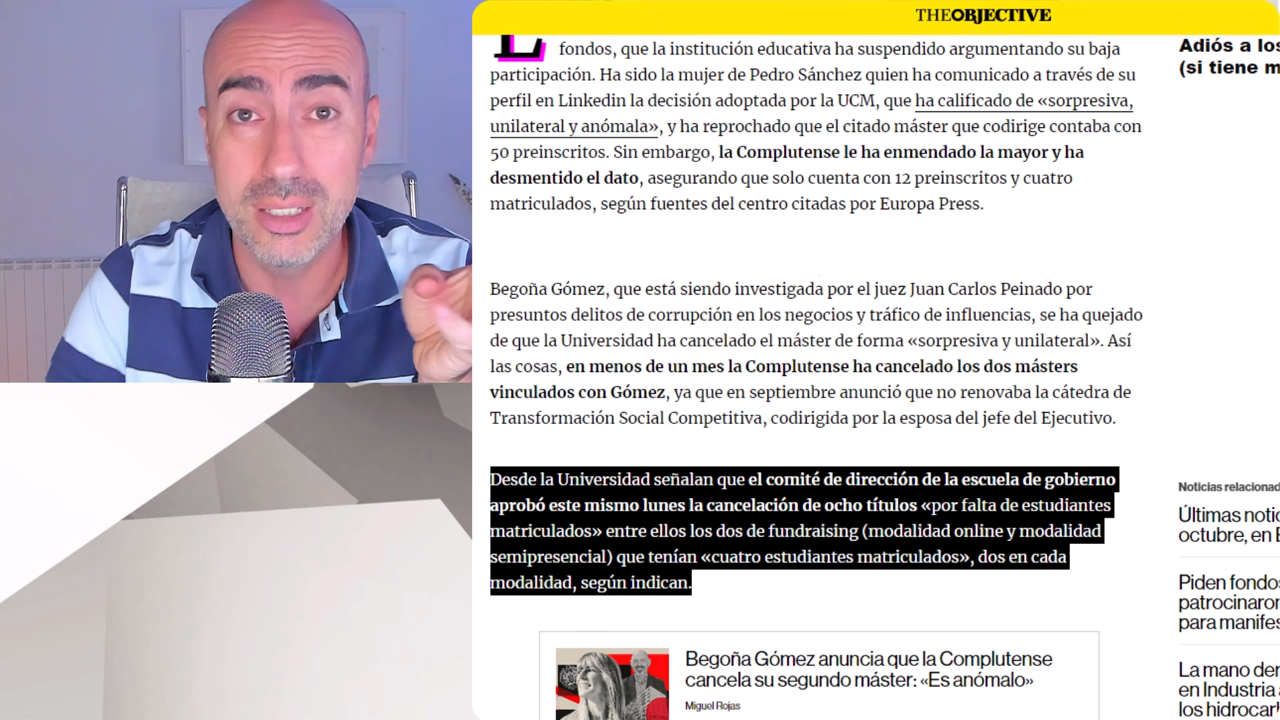 THEOBJECTIVE
fondos, que la institución educativa ha suspendido argumentando su baja
participación. Ha sido la mujer de Pedro Sánchez quien ha comunicado a través de su
perfil en Linkedin la decisión adoptada por la UCM, que ha calificado de «sorpresiva,
unilateral y anómala», y ha reprochado que el citado máster que codirige contaba con
50 preinscritos. Sin embargo, la Complutense le ha enmendado la mayor y ha
desmentido el dato, asegurando que solo cuenta con 12 preinscritos y cuatro
matriculados, según fuentes del centro citadas por Europa Press.
Begoña Gómez, que está siendo investigada por el juez Juan Carlos Peinado por
presuntos delitos de corrupción en los negocios y tráfico de influencias, se ha quejado
de que la Universidad ha cancelado el máster de forma «sorpresiva y unilateral». Así
las cosas, en menos de un mes la Complutense ha cancelado los dos másters
vinculados con Gómez, ya que en septiembre anunció que no renovaba la cátedra de
Transformación Social Competitiva, codirigida por la esposa del jefe del Ejecutivo.
Desde la Universidad señalan que el comité de dirección de la escuela de gobierno
aprobó este mismo lunes la cancelación de ocho títulos «por falta de estudiantes
matriculados» entre ellos los dos de fundraising (modalidad online y modalidad
semipresencial) que tenían «cuatro estudiantes matriculados», dos en cada
modalidad, según indican.
Begoña Gómez anuncia que la Complutense
cancela su segundo máster: «Es anómalo»
Miguel Rojas
Adiós a los
(si tiene m
Noticias relacionad
Últimas notic
octubre, en E
Piden fondos
patrocinaron
para manifes
La mano der
en Industria a
los hidrocarb